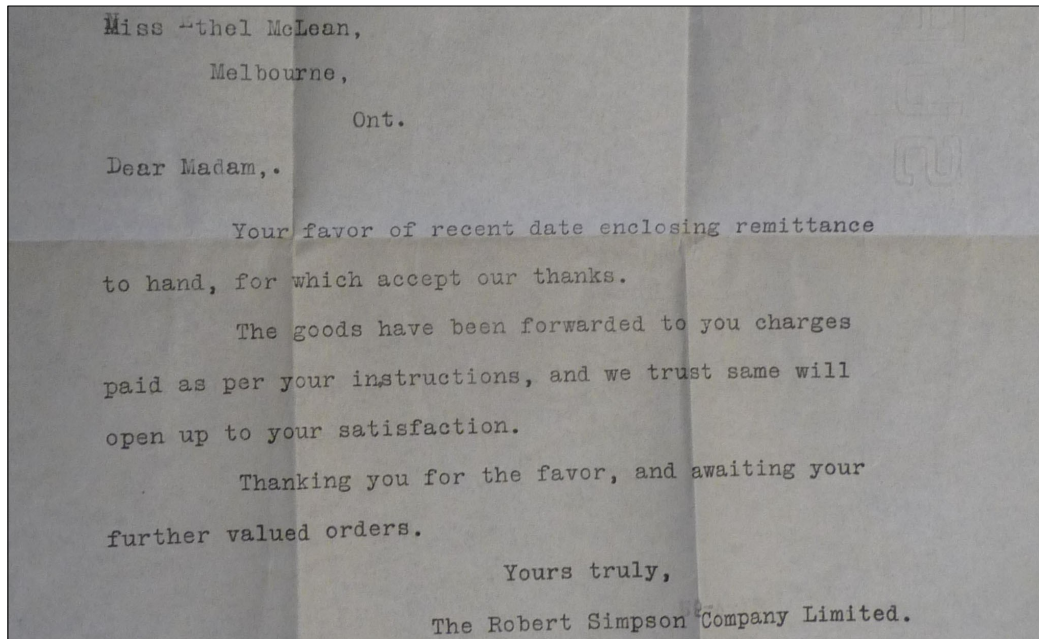 Miss Ethel McLean,
Melbourne,
Ont.
Dear Madam,.
Your favor of recent date enclosing remittance
to hand, for which accept our thanks.
The goods have been forwarded to you charges
paid as per your instructions, and we trust same will
open up to your satisfaction.
Thanking you for the favor, and awaiting your
further valued orders.
Yours truly,
The Robert Simpson Company Limited.